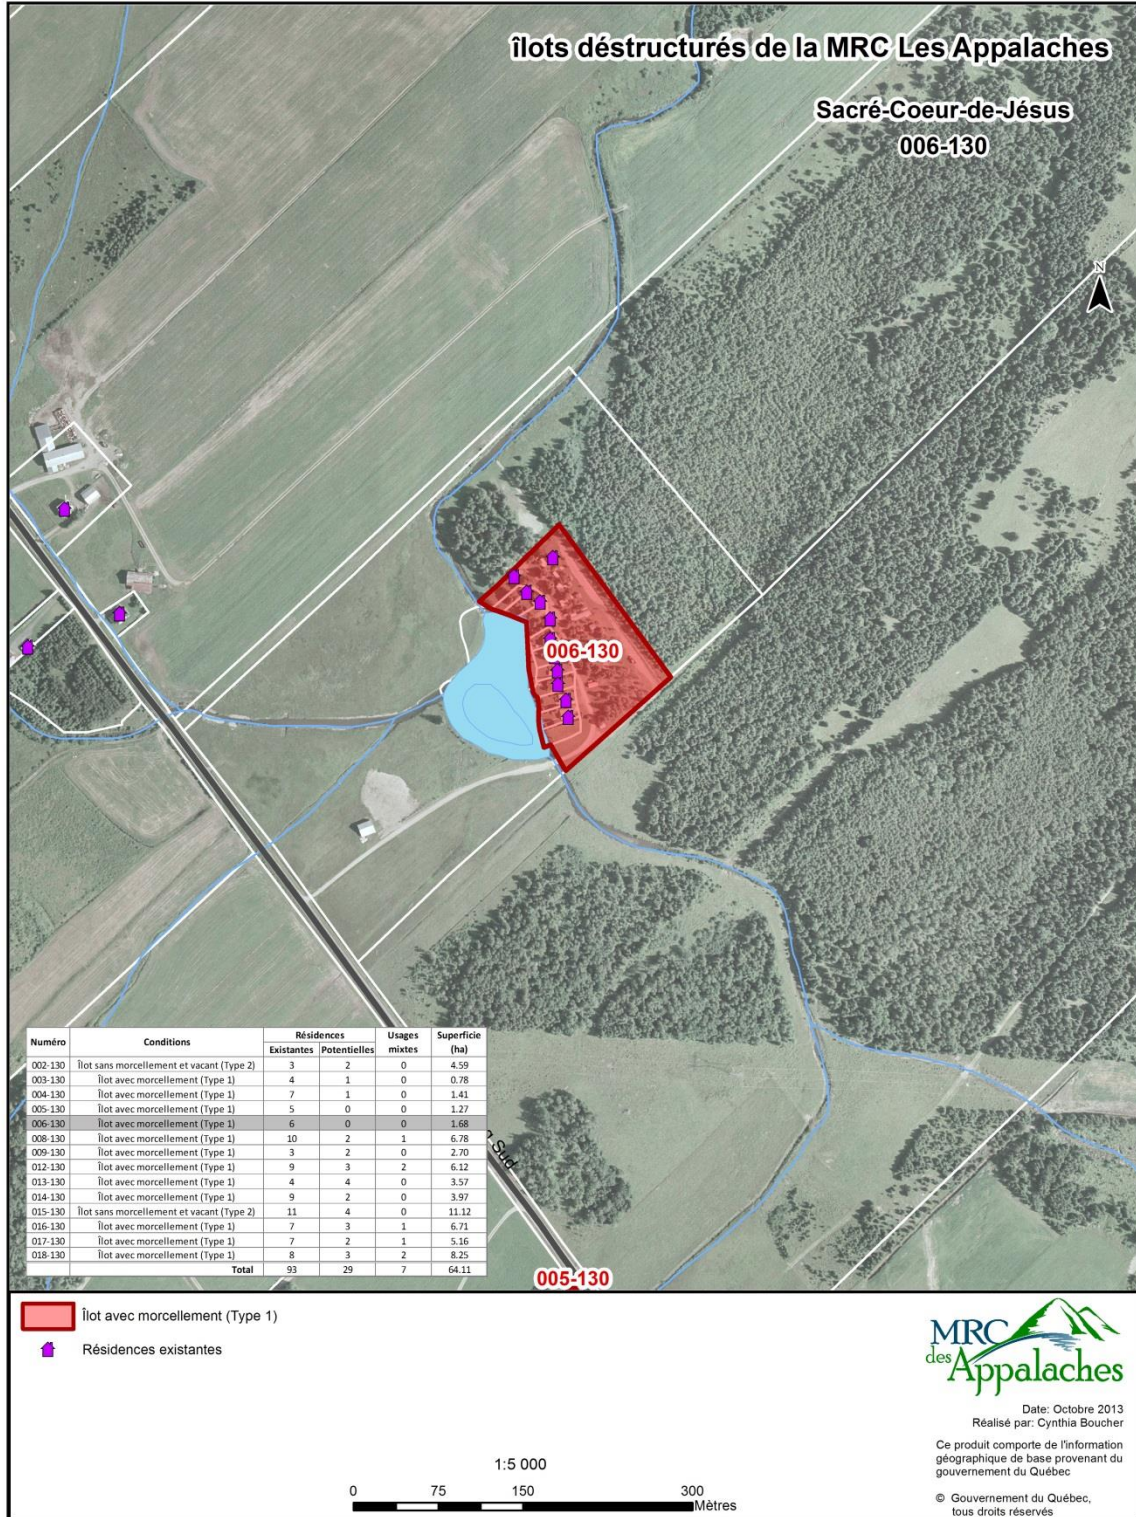 îlots déstructurés de la MRC Les Appalaches
Sacré-Coeur-de-Jésus
006-130
N
006-130
Sud
005-130
Numéro Conditions Résidences Usages mixtes Superficie (ha)
Existantes Potentielles
002-130 Îlot sans morcellement et vacant (Type 2) 3 2 0 4.59
003-130 Îlot avec morcellement (Type 1) 4 1 0 0.78
004-130 Îlot avec morcellement (Type 1) 7 1 0 1.41
005-130 Îlot avec morcellement (Type 1) 5 0 0 1.27
006-130 Îlot avec morcellement (Type 1) 6 0 0 1.68
008-130 Îlot avec morcellement (Type 1) 10 2 1 6.78
009-130 Îlot avec morcellement (Type 1) 3 2 0 2.70
012-130 Îlot avec morcellement (Type 1) 9 3 2 6.12
013-130 Îlot avec morcellement (Type 1) 4 4 0 3.57
014-130 Îlot avec morcellement (Type 1) 9 2 0 3.97
015-130 Îlot sans morcellement et vacant (Type 2) 11 4 0 11.12
016-130 Îlot avec morcellement (Type 1) 7 3 1 6.71
017-130 Îlot avec morcellement (Type 1) 7 2 1 5.16
018-130 Îlot avec morcellement (Type 1) 8 3 2 8.25
Total 93 29 7 64.11
Îlot avec morcellement (Type 1)
Résidences existantes
1:5 000
0 75 150 300
Mètres
MRC
des Appalaches
Date: Octobre 2013
Réalisé par: Cynthia Boucher
Ce produit comporte de l'information
géographique de base provenant du
gouvernement du Québec
© Gouvernement du Québec,
tous droits réservés